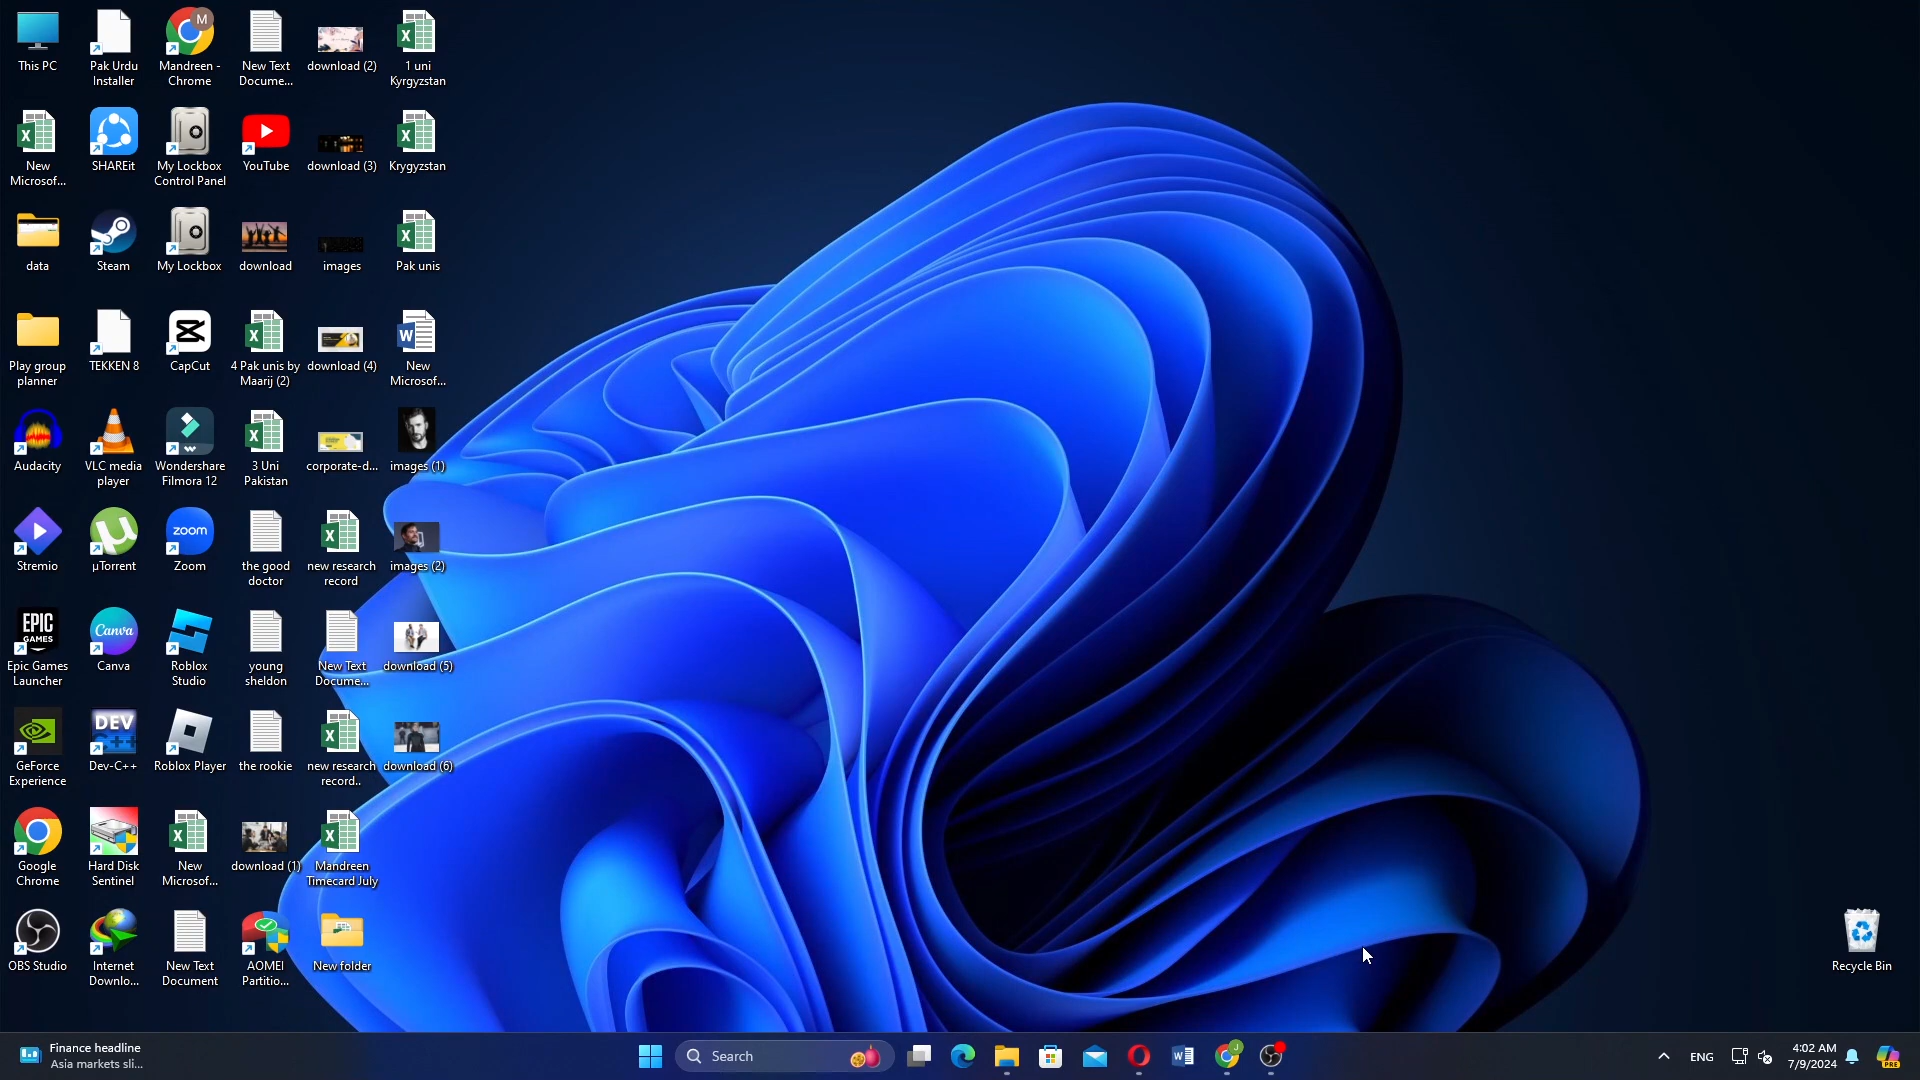 This PC
Pak Urdu
Installer
M
Mandreen -
Chrome
New Text
Docume...
download (2)
1 uni
Kyrgyzstan
New
Microsof...
SHAREit
My Lockbox
Control Panel
YouTube
download (3)
Krygyzstan
data
Steam
My Lockbox
download
images
Pak unis
Play group
planner
TEKKEN 8
CapCut
4 Pak unis by
Maarij (2)
download (4)
New
Microsof...
Audacity
VLC media
player
Wondershare
Filmora 12
3 Uni
Pakistan
corporate-d...
images (1)
Stremio
µTorrent
zoom
Zoom
the good
doctor
new research
record
images (2)
EPIC
GAMES
Epic Games
Launcher
Canva
Canva
Roblox
Studio
young
sheldon
New Text
Docume...
download (5)
GeForce
Experience
DEV
C++
Dev-C++
Roblox Player
the rookie
new research
record..
download (6)
Google
Chrome
Hard Disk
Sentinel
New
Microsof...
download (1)
Mandreen
Timecard July
OBS Studio
Internet
Downlo...
New Text
Document
AOMEI
Partitio...
New folder
Recycle Bin
Finance headline
Asia markets sli...
Search
J
ENG
4:02 AM
7/9/2024
PRE